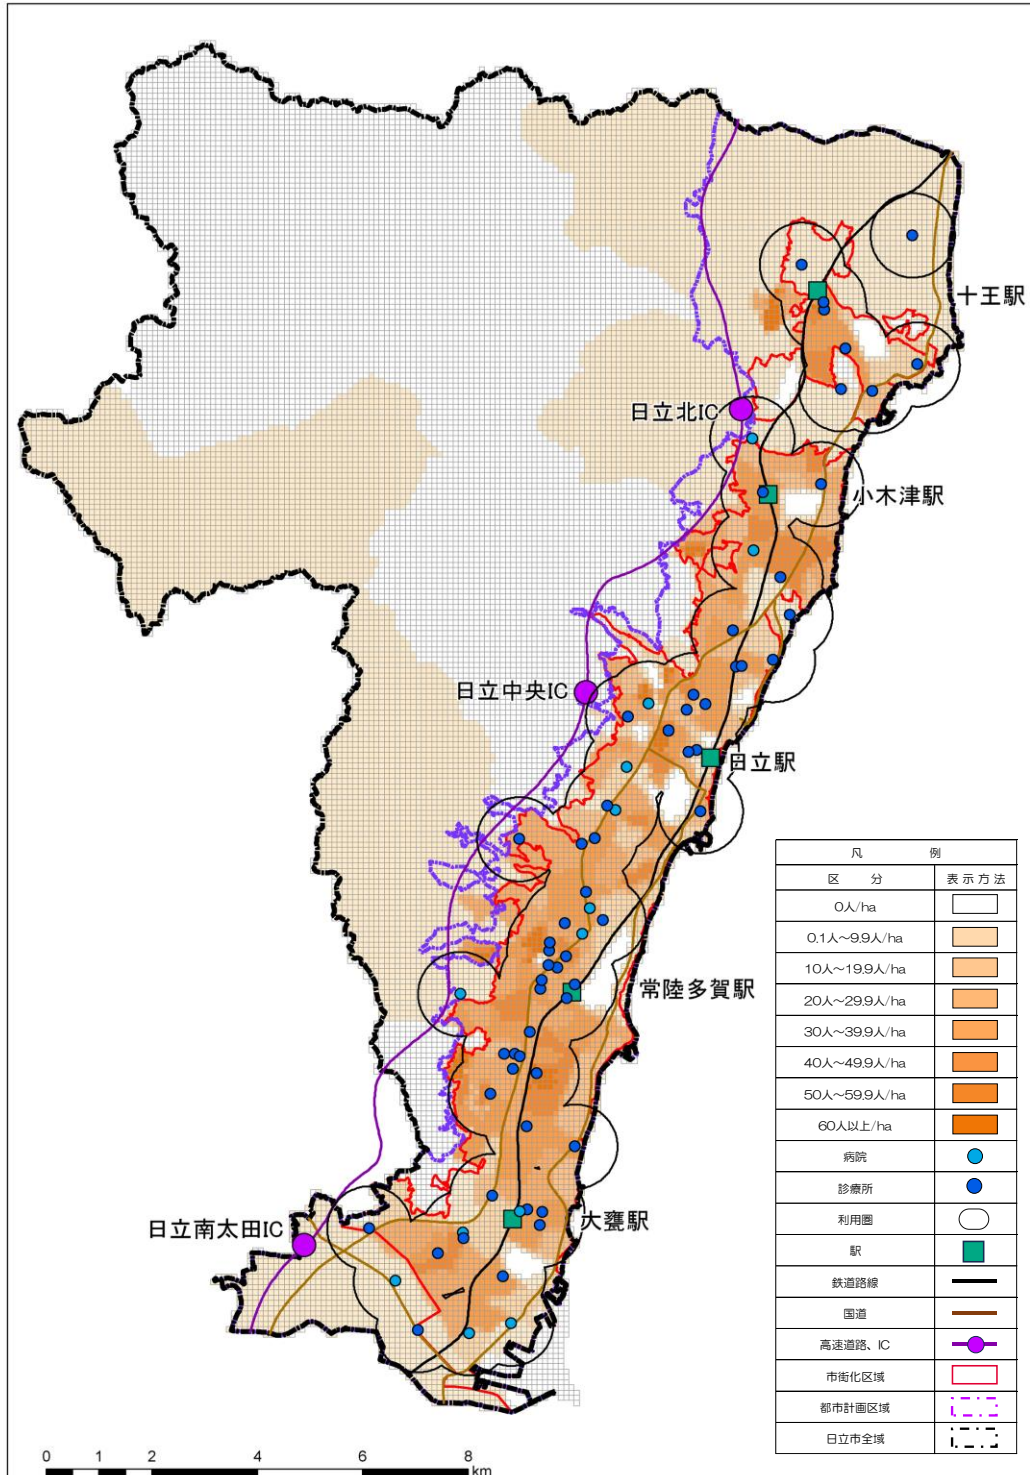 十王駅
日立北IC
小木津駅
日立中央IC
日立駅
常陸多賀駅
日立南太田IC
大甕駅
凡 例
区 分 表示方法
0人/ha
0.1人～9.9人/ha
10人～19.9人/ha
20人～29.9人/ha
30人～39.9人/ha
40人～49.9人/ha
50人～59.9人/ha
60人以上/ha
病院
診療所
利用圏
駅
鉄道路線
国道
高速道路、IC
市街化区域
都市計画区域
日立市全域
0 1 2 4 6 8
km